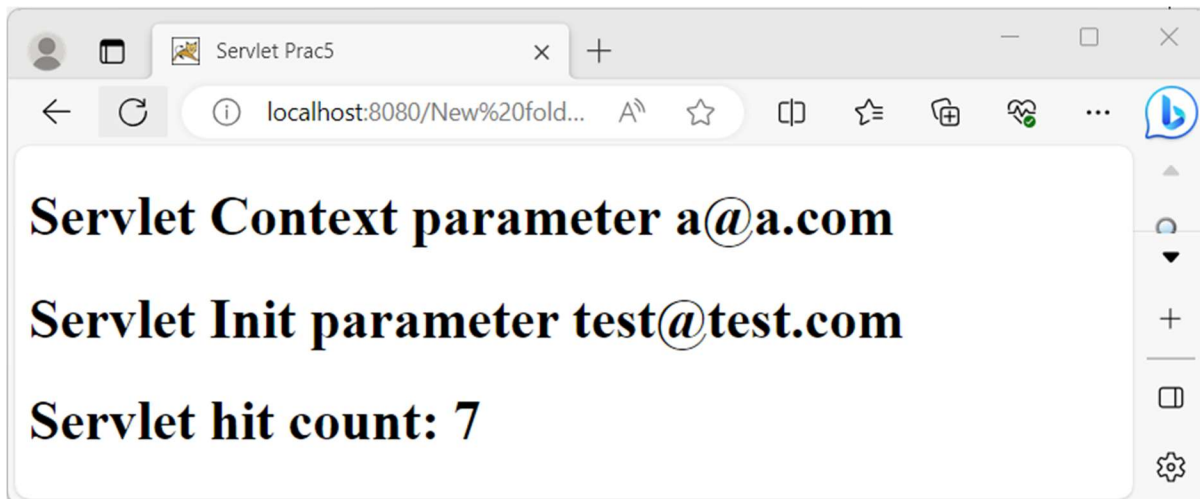 Servlet Prac5
localhost:8080/New%20fold...
Servlet Context parameter a@a.com
Servlet Init parameter test@test.com
Servlet hit count: 7